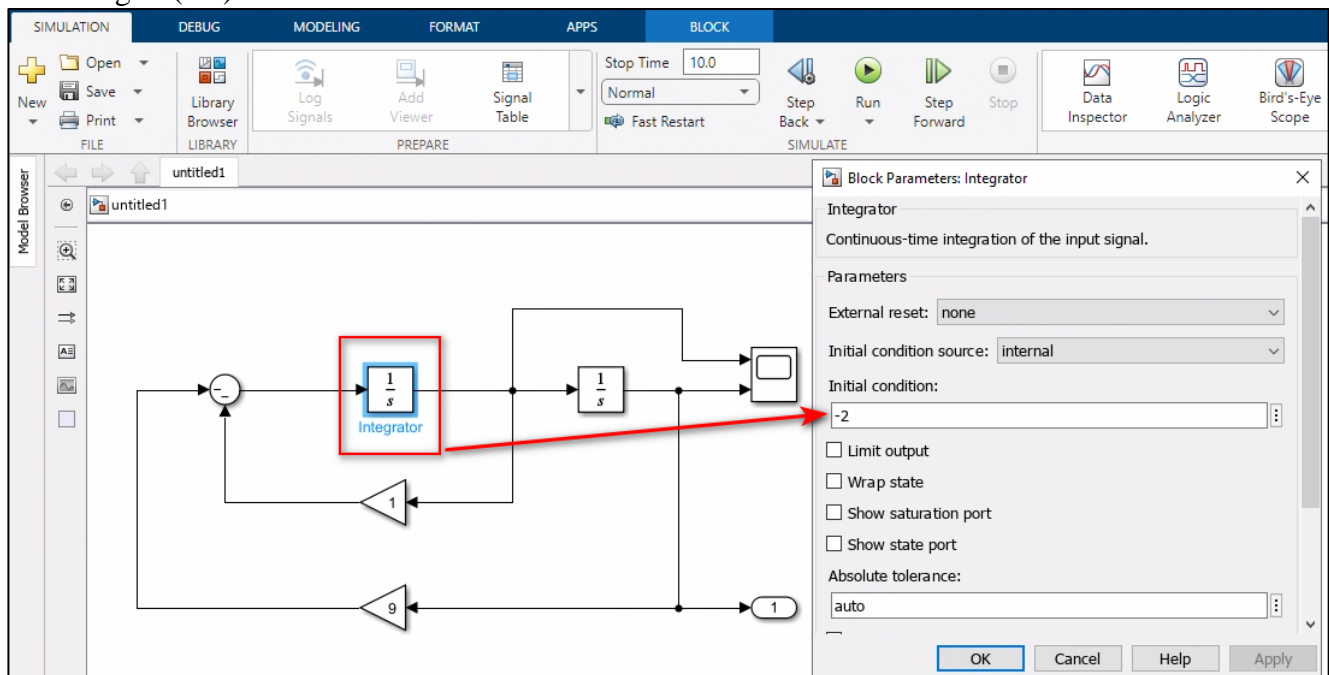 SIMULATION DEBUG MODELING FORMAT APPS BLOCK
New
Open
Save
Print
FILE
Library Browser
LIBRARY
Log Signals
Add Viewer
Signal Table
PREPARE
Stop Time 10.0
Normal
Fast Restart
Step Back
Run
Step Forward
Stop
SIMULATE
Data Inspector
Logic Analyzer
Bird's-Eye Scope
Model Browser
untitled1
untitled1
1
s
Integrator
1
s
1
9
1
Block Parameters: Integrator
Integrator
Continuous-time integration of the input signal.
Parameters
External reset: none
Initial condition source: internal
Initial condition:
-2
Limit output
Wrap state
Show saturation port
Show state port
Absolute tolerance:
auto
OK Cancel Help Apply